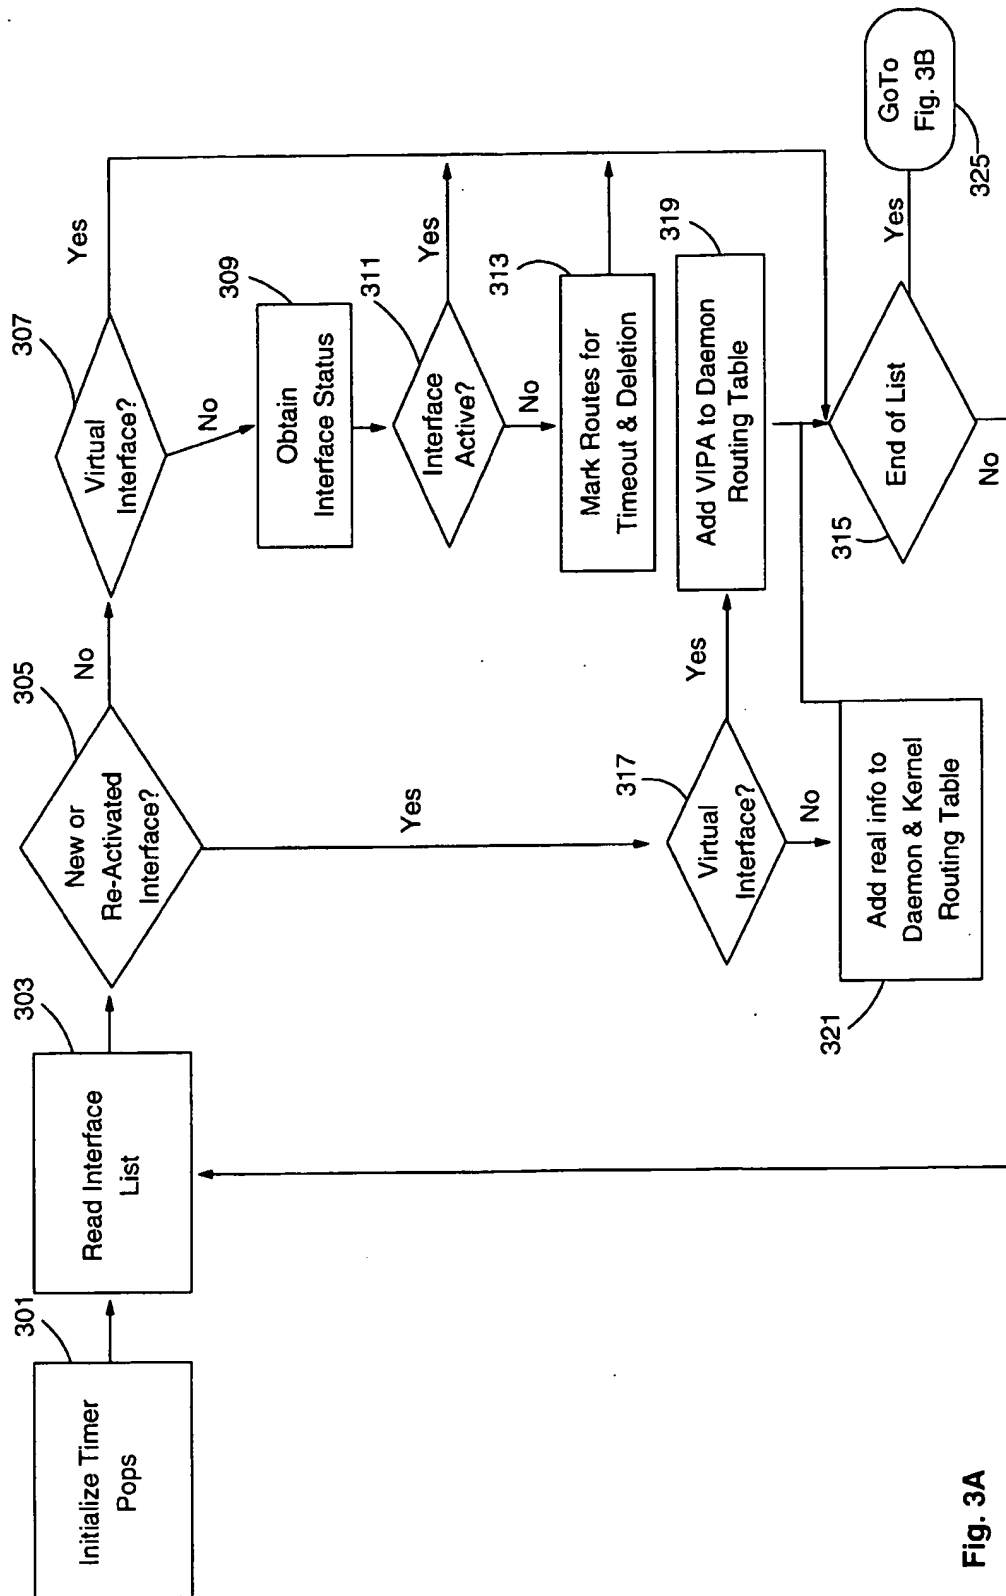 301
Initialize Timer
Pops
303
Read Interface
List
305
New or
Re-Activated
Interface?
No
Yes
307
Virtual
Interface?
Yes
No
309
Obtain
Interface Status
311
Interface
Active?
Yes
No
313
Mark Routes for
Timeout & Deletion
317
Virtual
Interface?
Yes
No
319
Add VIPA to Daemon
Routing Table
321
Add real info to
Daemon & Kernel
Routing Table
315
End of List
Yes
No
GoTo
Fig. 3B
325
Fig. 3A